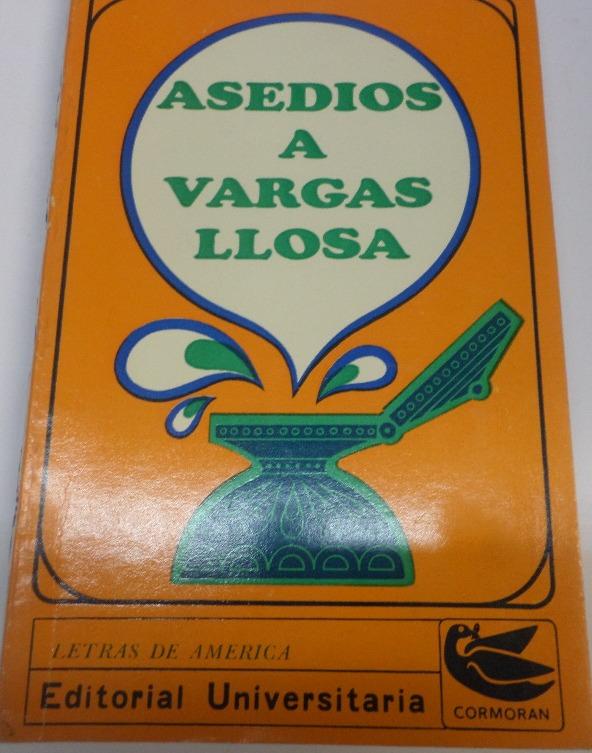 ASEDIOS
A
VARGAS
LLOSA
LETRAS DE AMERICA
Editorial Universitaria
CORMORAN